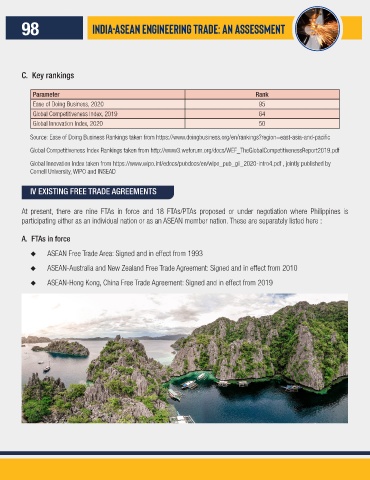 98
INDIA-ASEAN ENGINEERING TRADE: AN ASSESSMENT
C. Key rankings
Parameter Rank
Ease of Doing Business, 2020 95
Global Competitiveness Index, 2019 64
Global Innovation Index, 2020 50
Source: Ease of Doing Business Rankings taken from https://www.doingbusiness.org/en/rankings?region=east-asia-and-pacific
Global Competitiveness Index Rankings taken from http://www3.weforum.org/docs/WEF_TheGlobalCompetitivenessReport2019.pdf
Global Innovation Index taken from https://www.wipo.int/edocs/pubdocs/en/wipo_pub_gii_2020-intro4.pdf , jointly published by
Cornell University, WIPO and INSEAD
IV EXISTING FREE TRADE AGREEMENTS
At present, there are nine FTAs in force and 18 FTAs/PTAs proposed or under negotiation where Philippines is
participating either as an individual nation or as an ASEAN member nation. These are separately listed here :
A. FTAs in force
◆ ASEAN Free Trade Area: Signed and in effect from 1993
◆ ASEAN-Australia and New Zealand Free Trade Agreement: Signed and in effect from 2010
◆ ASEAN-Hong Kong, China Free Trade Agreement: Signed and in effect from 2019